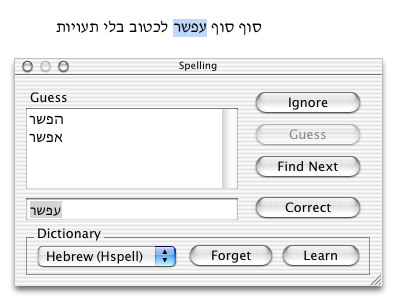 סוף סוף עפשר לכטוב בלי תעויות
Spelling
Guess
הפשר
אפשר
עפשר
Ignore
Guess
Find Next
Correct
Dictionary
Hebrew (Hspell)
Forget
Learn